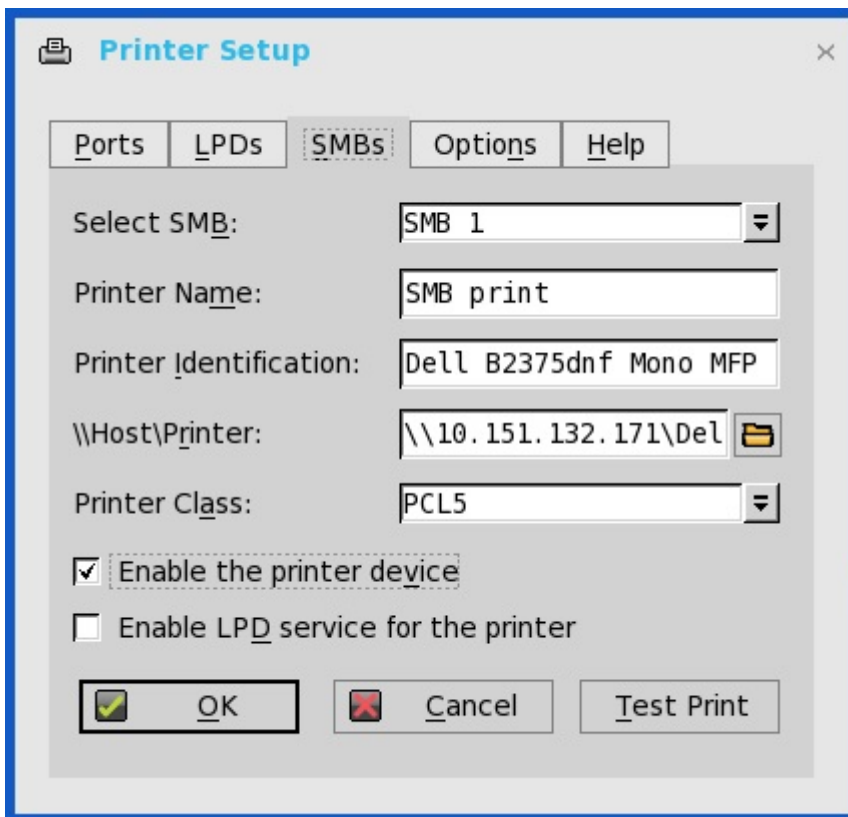 Printer Setup
Ports LPDs SMBs Options Help
Select SMB: SMB 1
Printer Name: SMB print
Printer Identification: Dell B2375dnf Mono MFP
\\Host\Printer: \\10.151.132.171\Del
Printer Class: PCL5
Enable the printer device
Enable LPD service for the printer
OK Cancel Test Print